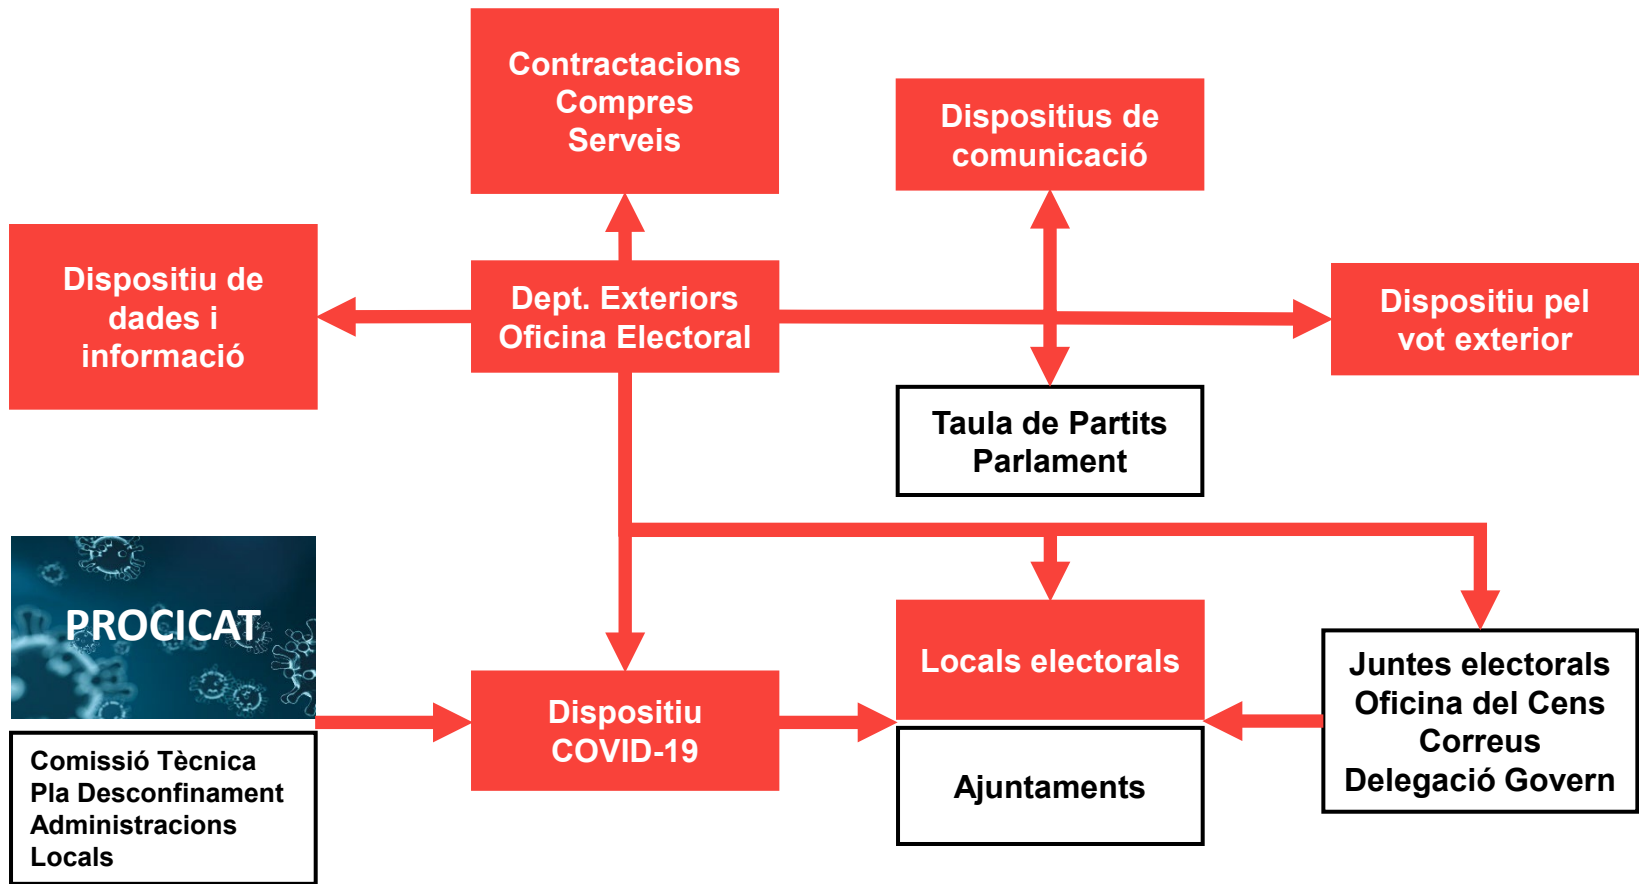 Contractacions
Compres
Serveis
Dispositius de
comunicació
Dispositiu de
dades i
informació
Dept. Exteriors
Oficina Electoral
Dispositiu pel
vot exterior
Taula de Partits
Parlament
PROCICAT
Comissió Tècnica
Pla Desconfinament
Administracions
Locals
Dispositiu
COVID-19
Locals electorals
Ajuntaments
Juntes electorals
Oficina del Cens
Correus
Delegació Govern